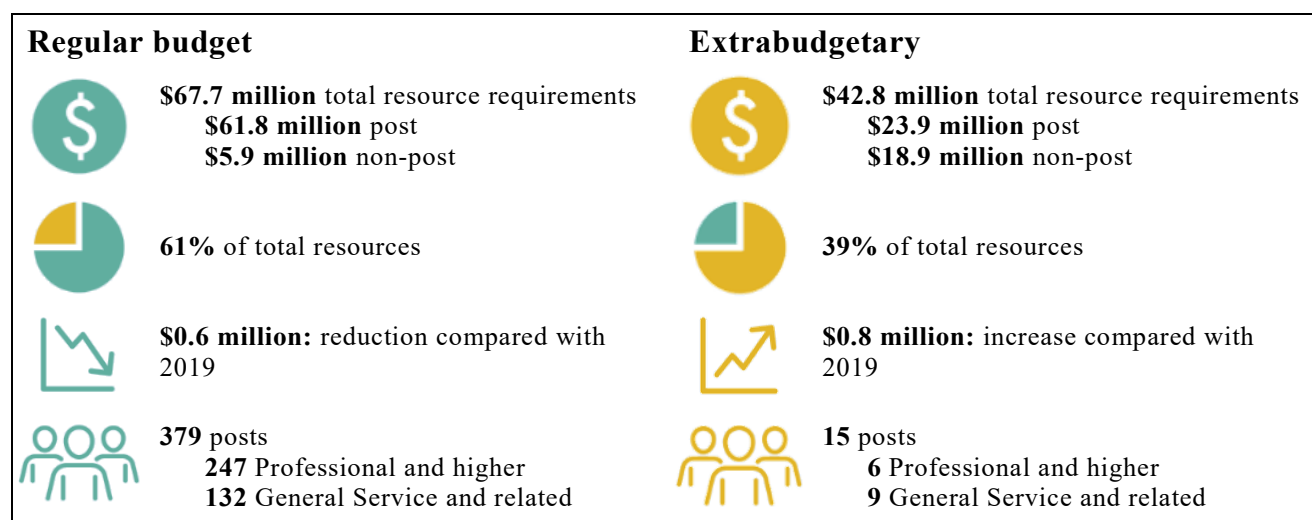 Regular budget
$67.7 million total resource requirements
$61.8 million post
$5.9 million non-post
61% of total resources
$0.6 million: reduction compared with
2019
379 posts
247 Professional and higher
132 General Service and related
Extrabudgetary
$42.8 million total resource requirements
$23.9 million post
$18.9 million non-post
39% of total resources
$0.8 million: increase compared with
2019
15 posts
6 Professional and higher
9 General Service and related